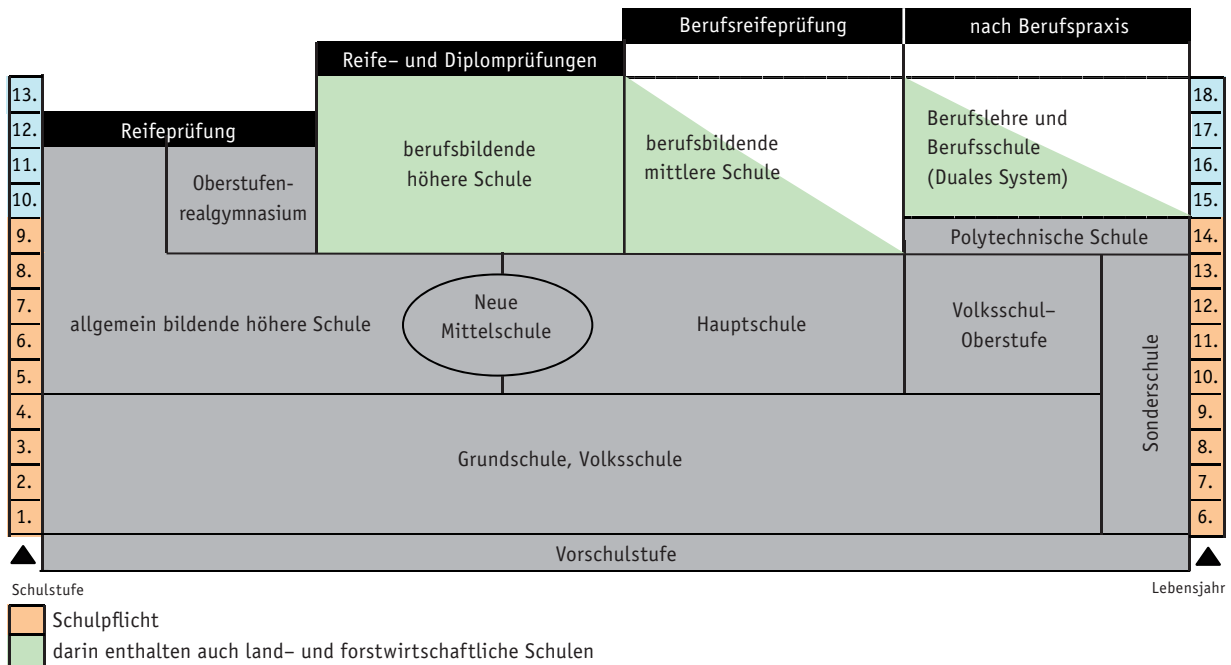 Berufsreifeprüfung
nach Berufspraxis
Reife– und Diplomprüfungen
Reifeprüfung
13.
12.
11.
10.
9.
8.
7.
6.
5.
4.
3.
2.
1.
Oberstufen-
realgymnasium
berufsbildende
höhere Schule
berufsbildende
mittlere Schule
Berufslehre und
Berufsschule
(Duales System)
Polytechnische Schule
allgemein bildende höhere Schule
Neue
Mittelschule
Hauptschule
Volksschul–
Oberstufe
Sonderschule
Grundschule, Volksschule
Vorschulstufe
18.
17.
16.
15.
14.
13.
12.
11.
10.
9.
8.
7.
6.
Schulstufe
Lebensjahr
Schulpflicht
darin enthalten auch land– und forstwirtschaftliche Schulen